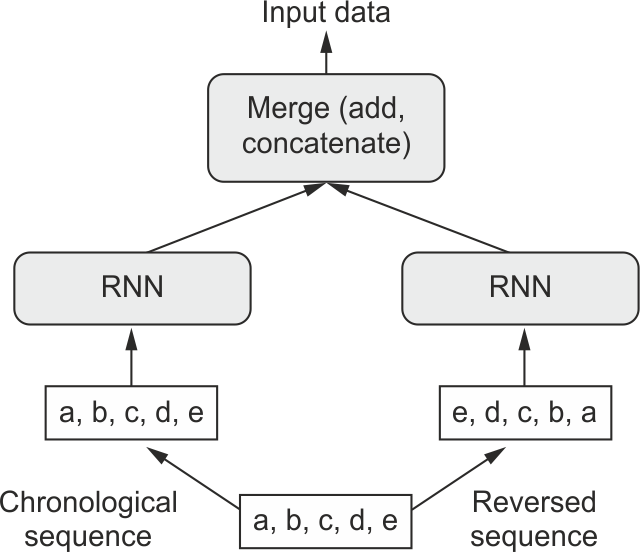 Input data
Merge (add,
concatenate)
RNN
RNN
a, b, c, d, e
e, d, c, b, a
Chronological
sequence
a, b, c, d, e
Reversed
sequence